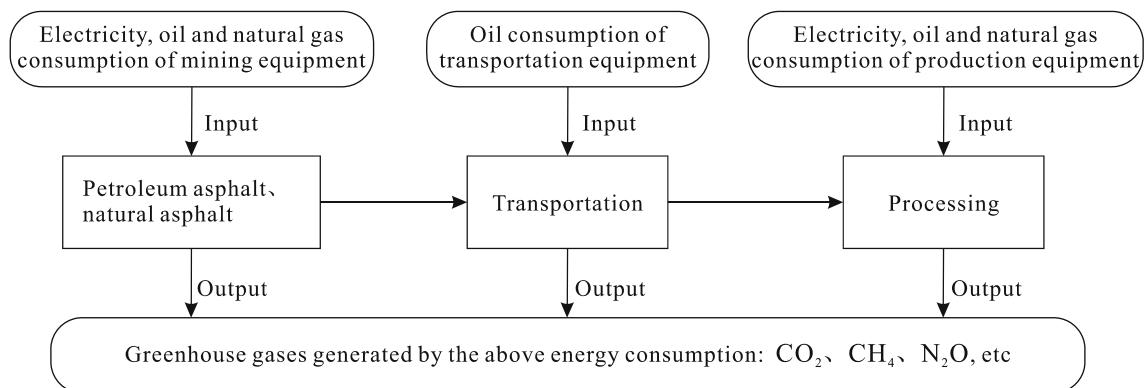 Electricity, oil and natural gas
consumption of mining equipment
Oil consumption of
transportation equipment
Electricity, oil and natural gas
consumption of production equipment
Input
Input
Input
Petroleum asphalt、
natural asphalt
Transportation
Processing
Output
Output
Output
Greenhouse gases generated by the above energy consumption: CO₂、CH₄、N₂O, etc